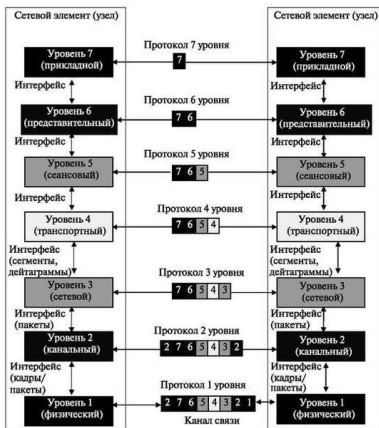 Сетевой элемент (узел)
Сетевой элемент (узел)
Уровень 7
(прикладной)
Протокол 7 уровня
7
Уровень 7
(прикладной)
Интерфейс
Интерфейс
Уровень 6
(представительный)
Протокол 6 уровня
7 6
Уровень 6
(представительный)
Интерфейс
Интерфейс
Уровень 5
(сеансовый)
Протокол 5 уровня
7 6 5
Уровень 5
(сеансовый)
Интерфейс
Интерфейс
Уровень 4
(транспортный)
Протокол 4 уровня
7 6 5 4
Уровень 4
(транспортный)
Интерфейс
(сегменты,
дейтаграммы)
Интерфейс
(сегменты,
дейтаграммы)
Уровень 3
(сетевой)
Протокол 3 уровня
7 6 5 4 3
Уровень 3
(сетевой)
Интерфейс
(пакеты)
Интерфейс
(пакеты)
Уровень 2
(канальный)
Протокол 2 уровня
2 7 6 5 4 3 2
Уровень 2
(канальный)
Интерфейс
(кадры/
пакеты)
Интерфейс
(кадры/
пакеты)
Уровень 1
(физический)
Протокол 1 уровня
1 2 7 6 5 4 3 2 1
Канал связи
Уровень 1
(физический)